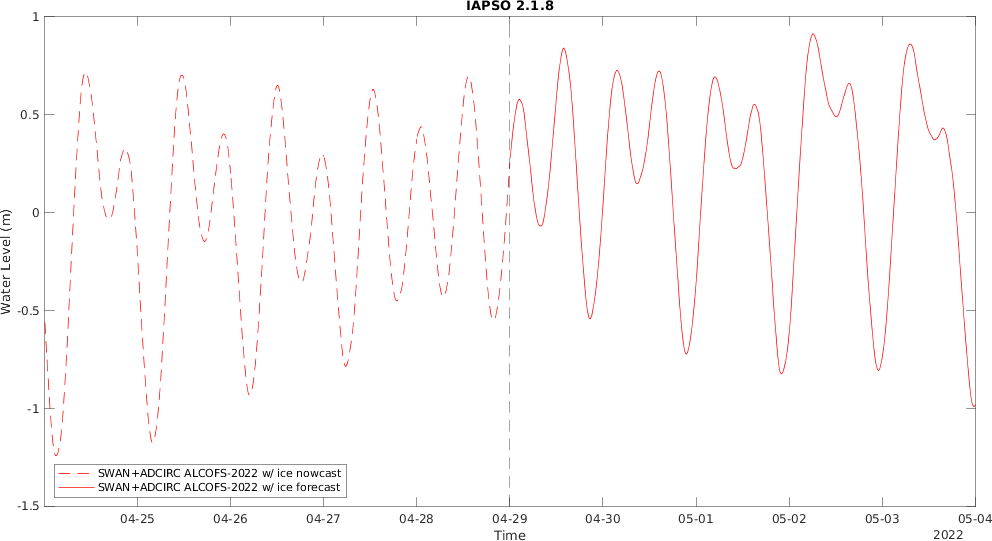 IAPSO 2.1.8
1
0.5
0
-0.5
-1
-1.5
Water Level (m)
SWAN+ADCIRC ALCOFS-2022 w/ ice nowcast
SWAN+ADCIRC ALCOFS-2022 w/ ice forecast
04-25 04-26 04-27 04-28 04-29 04-30 05-01 05-02 05-03 05-04
Time
2022